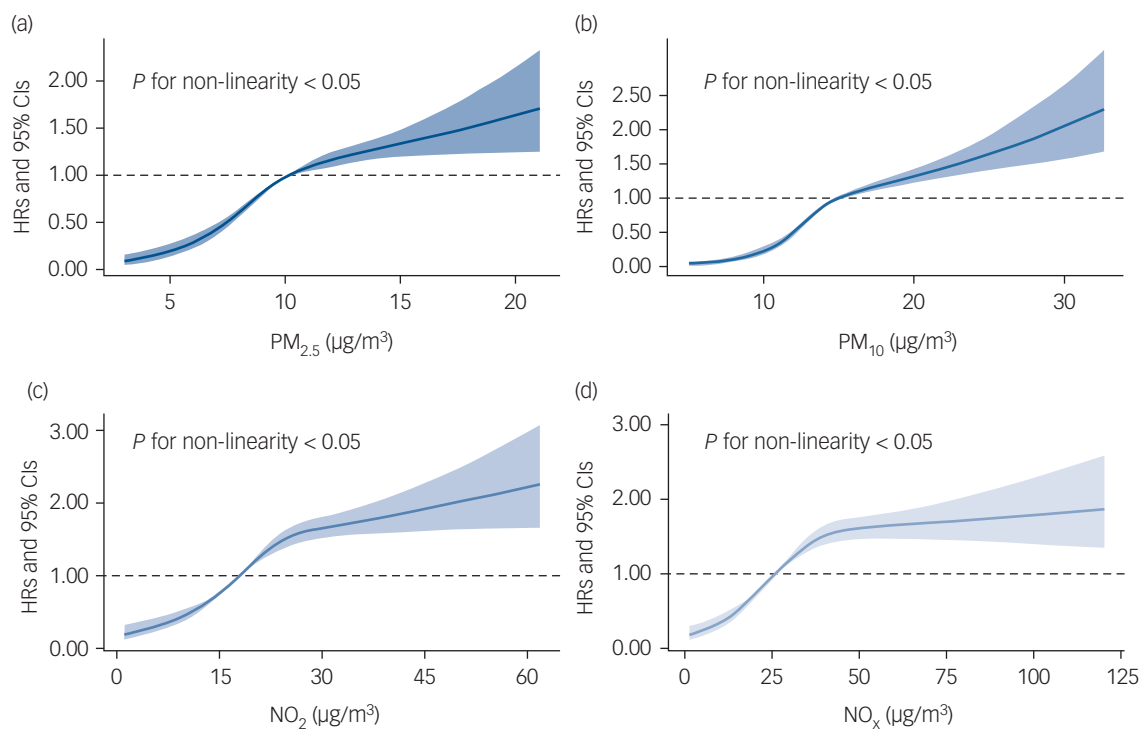 (a)
HRs and 95% CIs
P for non-linearity < 0.05
2.00
1.50
1.00
0.50
0.00
5
10
15
20
PM2.5 (μg/m³)
(b)
HRs and 95% CIs
P for non-linearity < 0.05
2.50
2.00
1.50
1.00
0.50
0.00
10
20
30
PM10 (μg/m³)
(c)
HRs and 95% CIs
P for non-linearity < 0.05
3.00
2.00
1.00
0.00
0
15
30
45
60
NO2 (μg/m³)
(d)
HRs and 95% CIs
P for non-linearity < 0.05
3.00
2.00
1.00
0.00
0
25
50
75
100
125
NOX (μg/m³)